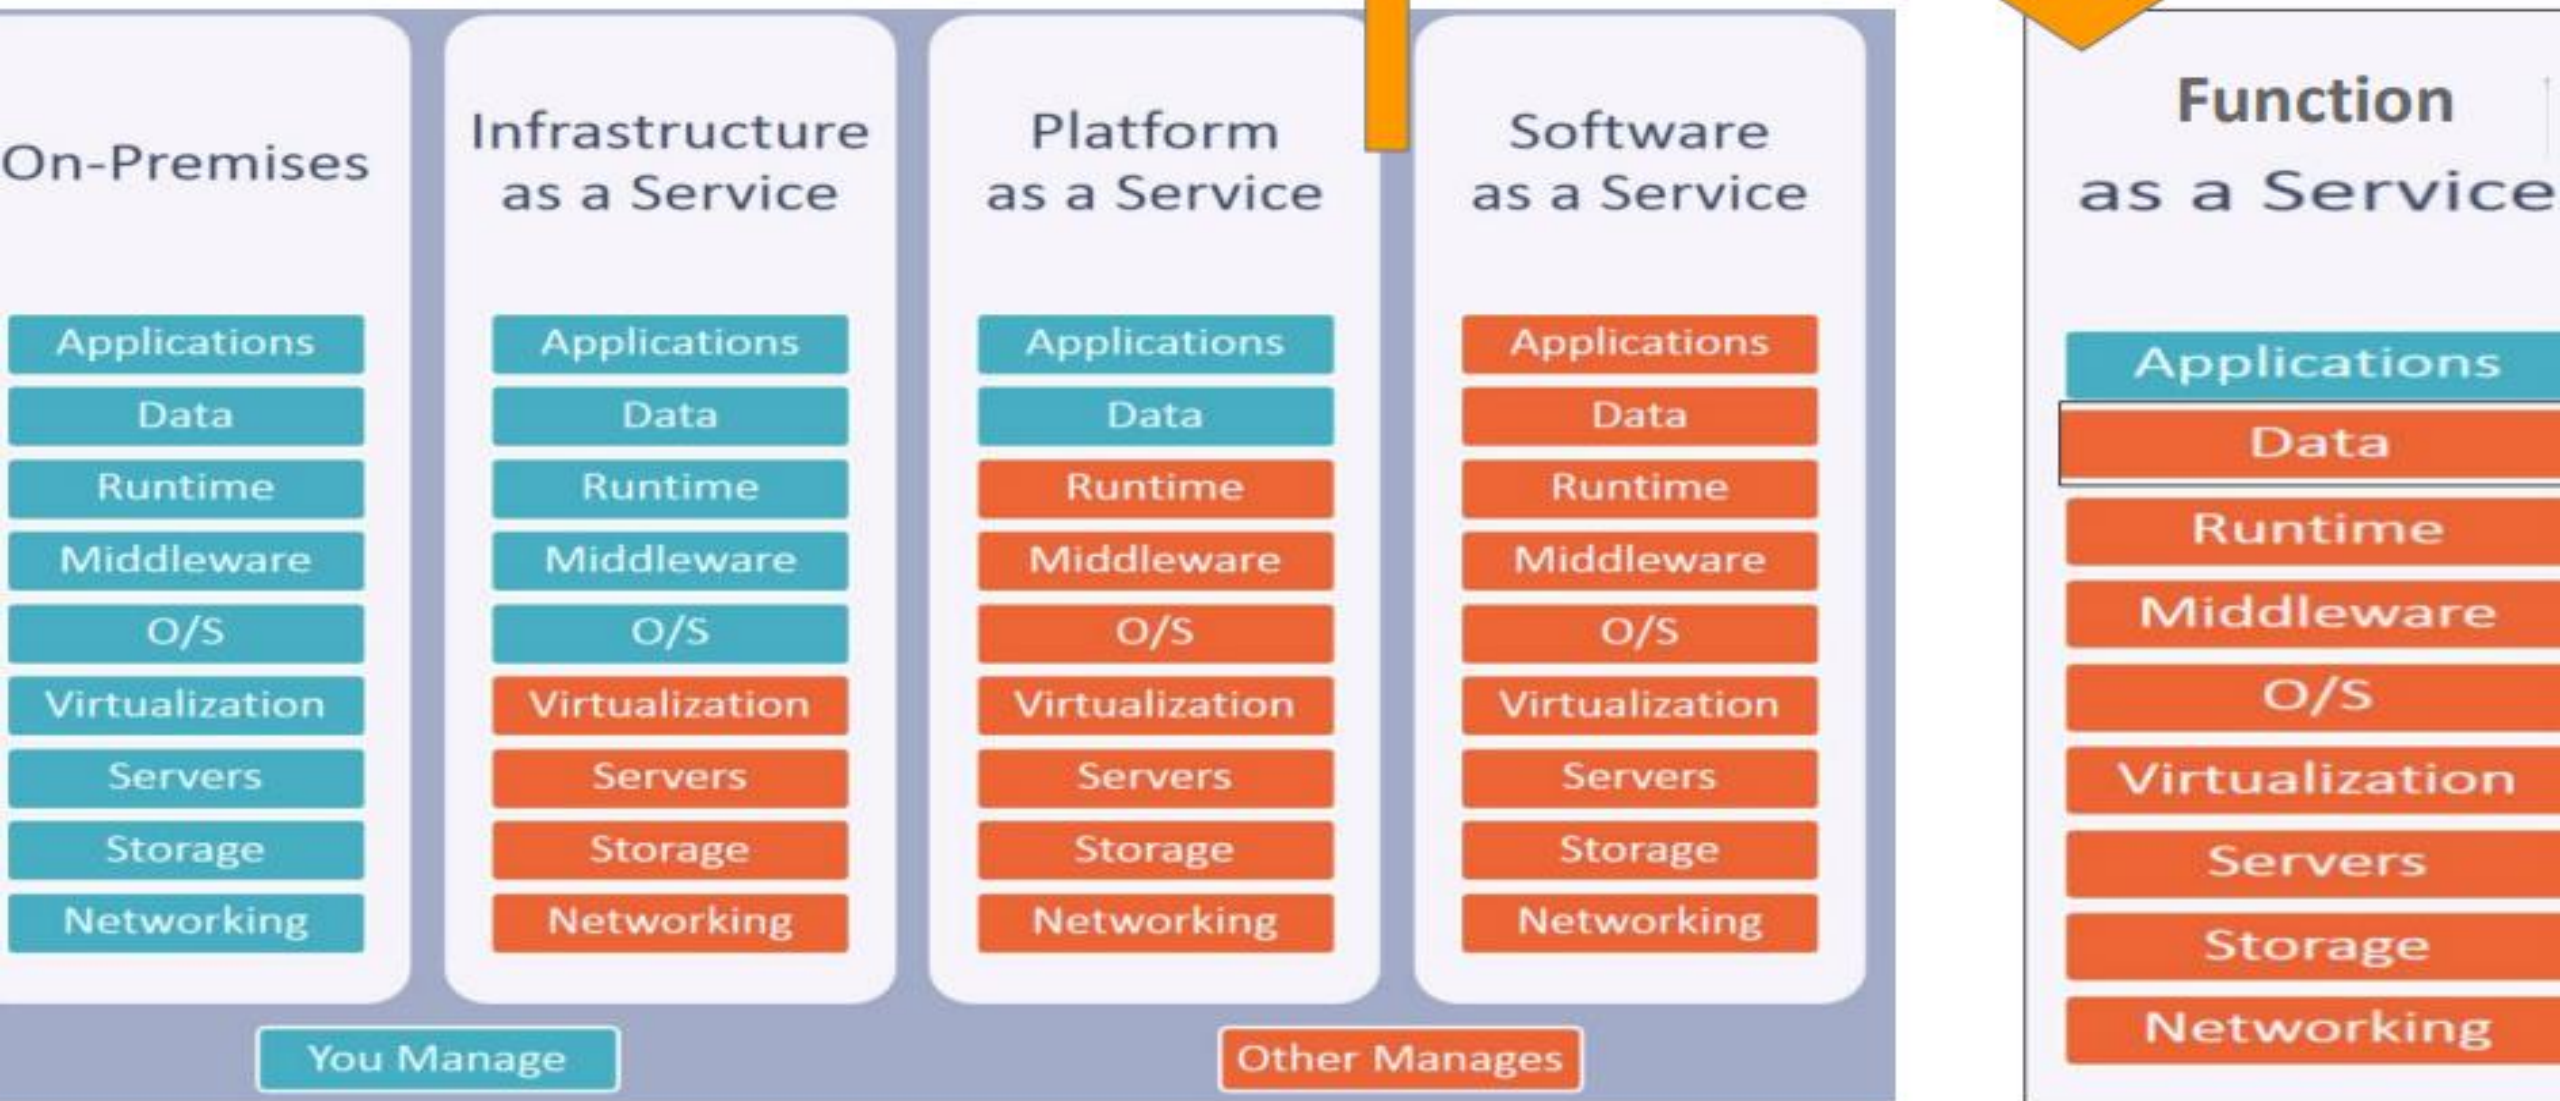 On-Premises
Applications
Data
Runtime
Middleware
O/S
Virtualization
Servers
Storage
Networking
Infrastructure
as a Service
Applications
Data
Runtime
Middleware
O/S
Virtualization
Servers
Storage
Networking
Platform
as a Service
Applications
Data
Runtime
Middleware
O/S
Virtualization
Servers
Storage
Networking
Software
as a Service
Applications
Data
Runtime
Middleware
O/S
Virtualization
Servers
Storage
Networking
You Manage
Other Manages
Function
as a Service
Applications
Data
Runtime
Middleware
O/S
Virtualization
Servers
Storage
Networking